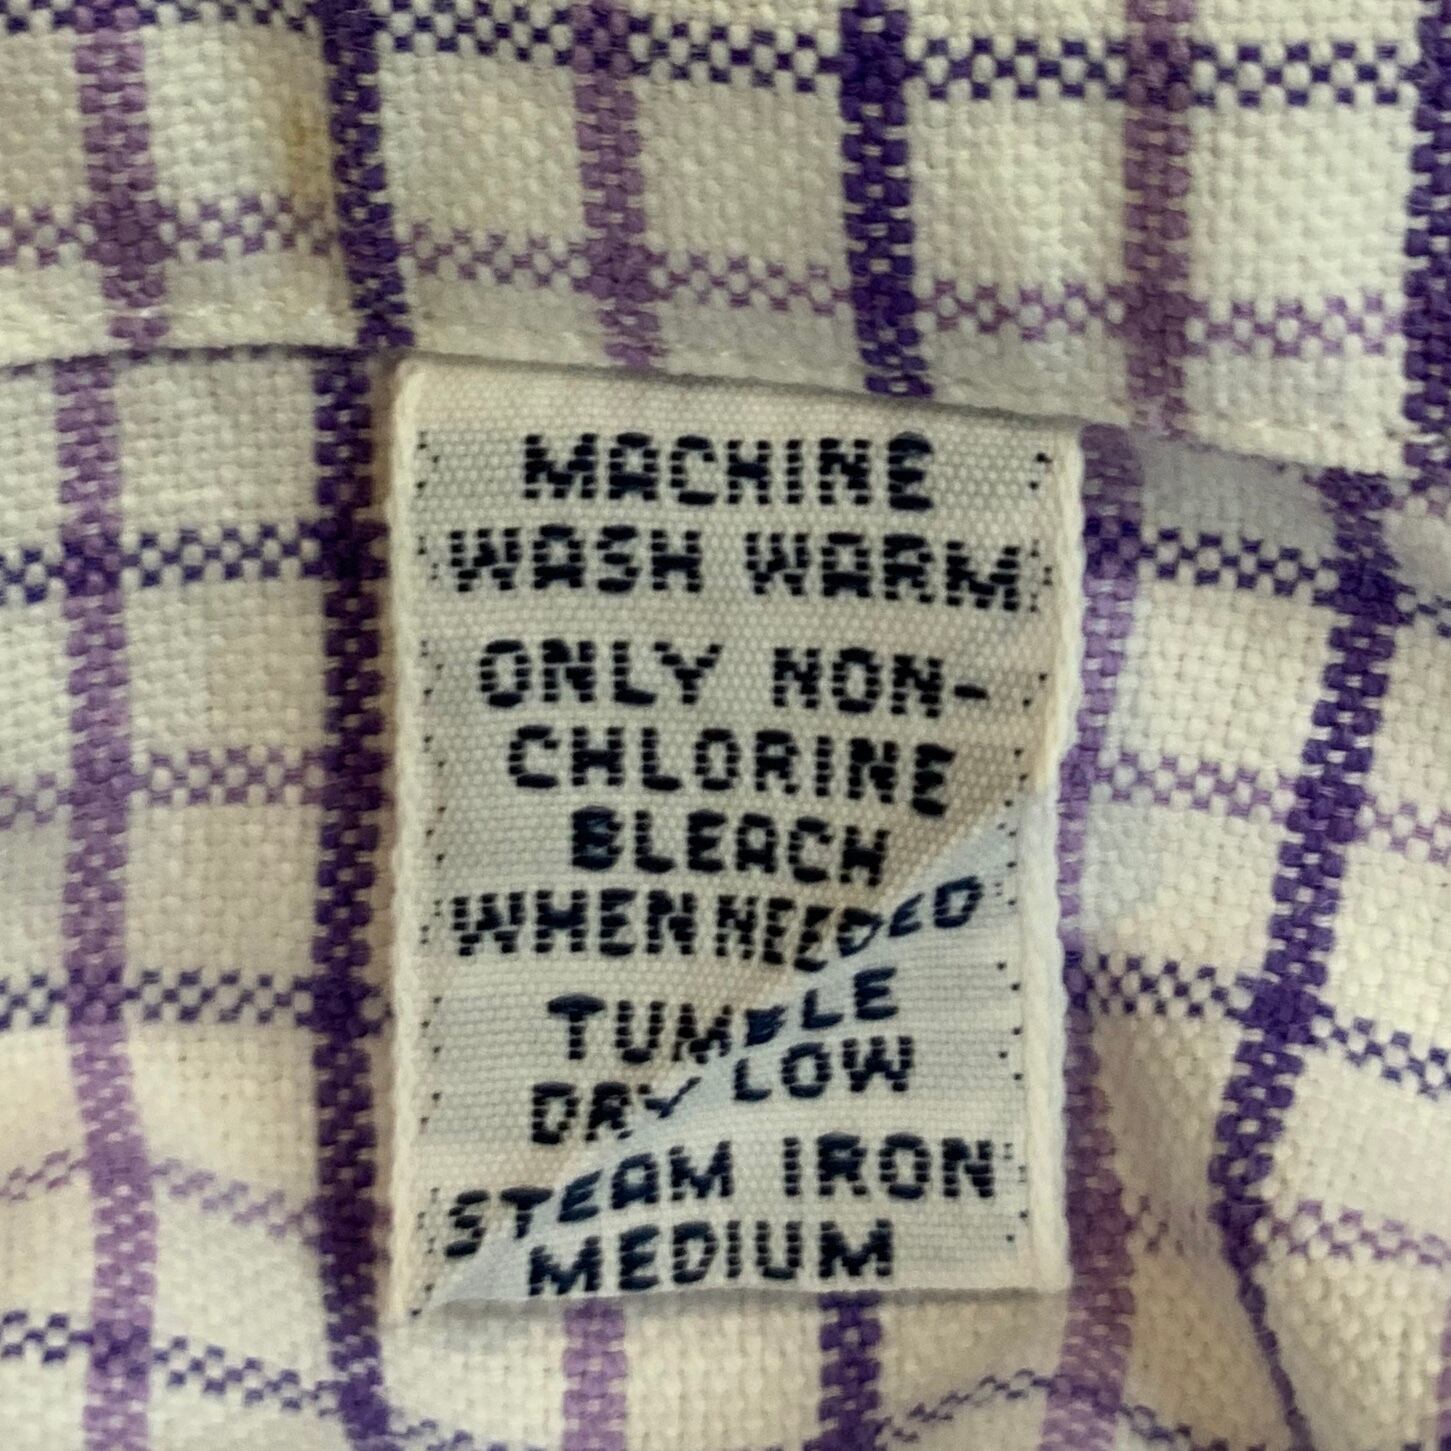 MACHINE
WASH WARM
ONLY NON-
CHLORINE
BLEACH
WHEN NEEDED
TUMBLE
DRY LOW
STEAM IRON
MEDIUM